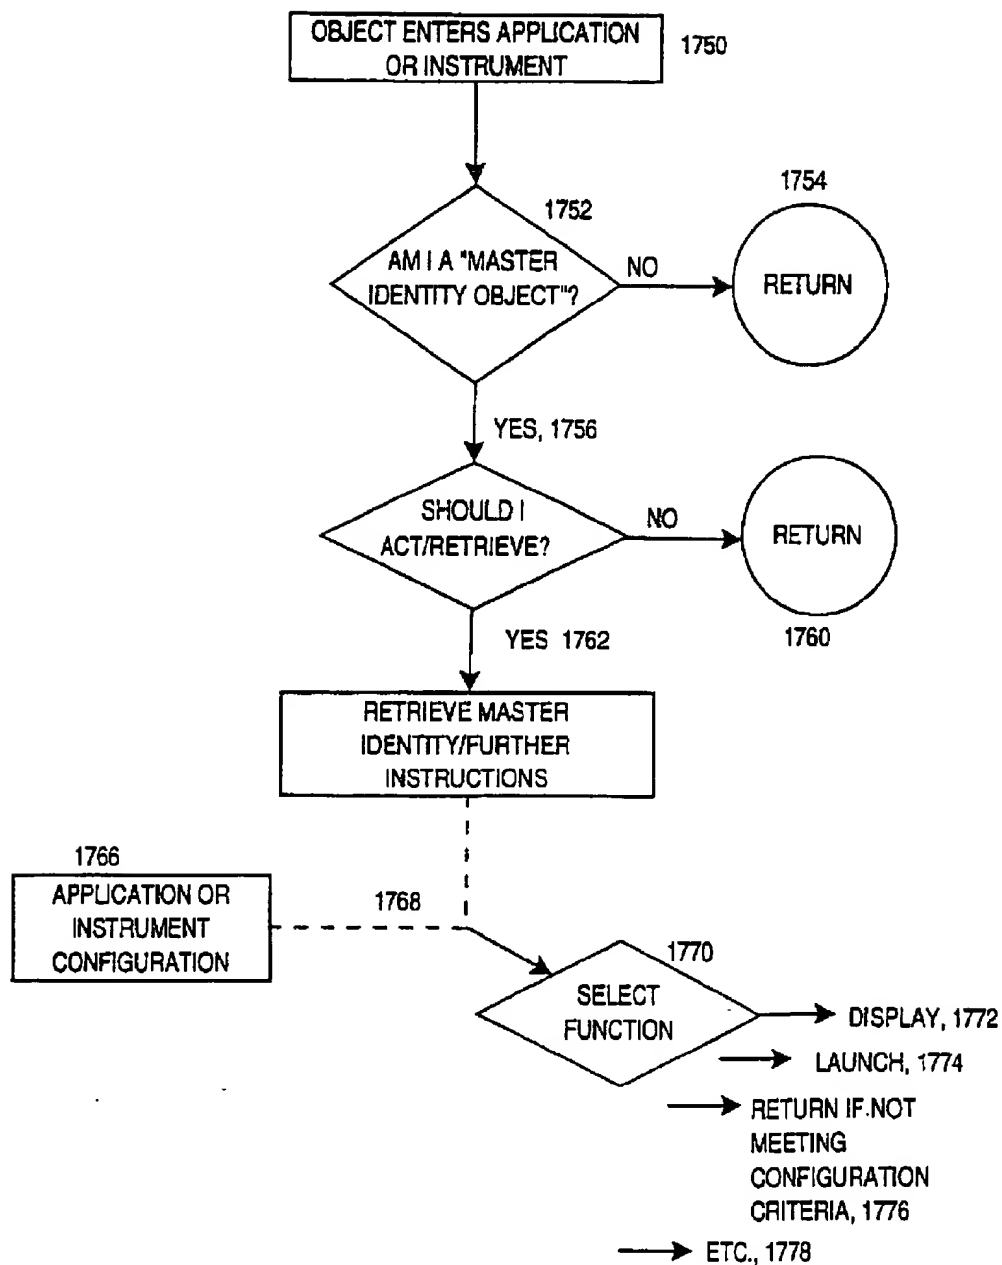 OBJECT ENTERS APPLICATION
OR INSTRUMENT
1750
1752
AM I A "MASTER
IDENTITY OBJECT"?
NO
1754
RETURN
YES, 1756
SHOULD I
ACT/RETRIEVE?
NO
RETURN
1760
YES 1762
RETRIEVE MASTER
IDENTITY/FURTHER
INSTRUCTIONS
1766
APPLICATION OR
INSTRUMENT
CONFIGURATION
1768
1770
SELECT
FUNCTION
DISPLAY, 1772
LAUNCH, 1774
RETURN IF NOT
MEETING
CONFIGURATION
CRITERIA, 1776
ETC., 1778